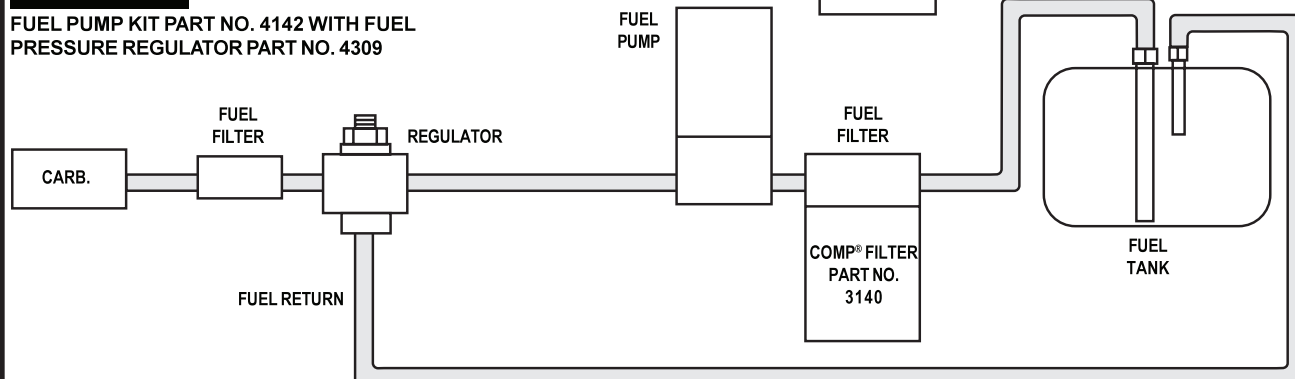 FUEL PUMP KIT PART NO. 4142 WITH FUEL
PRESSURE REGULATOR PART NO. 4309
FUEL
PUMP
FUEL
FILTER
REGULATOR
FUEL
FILTER
CARB.
COMP® FILTER
PART NO.
3140
FUEL
TANK
FUEL RETURN